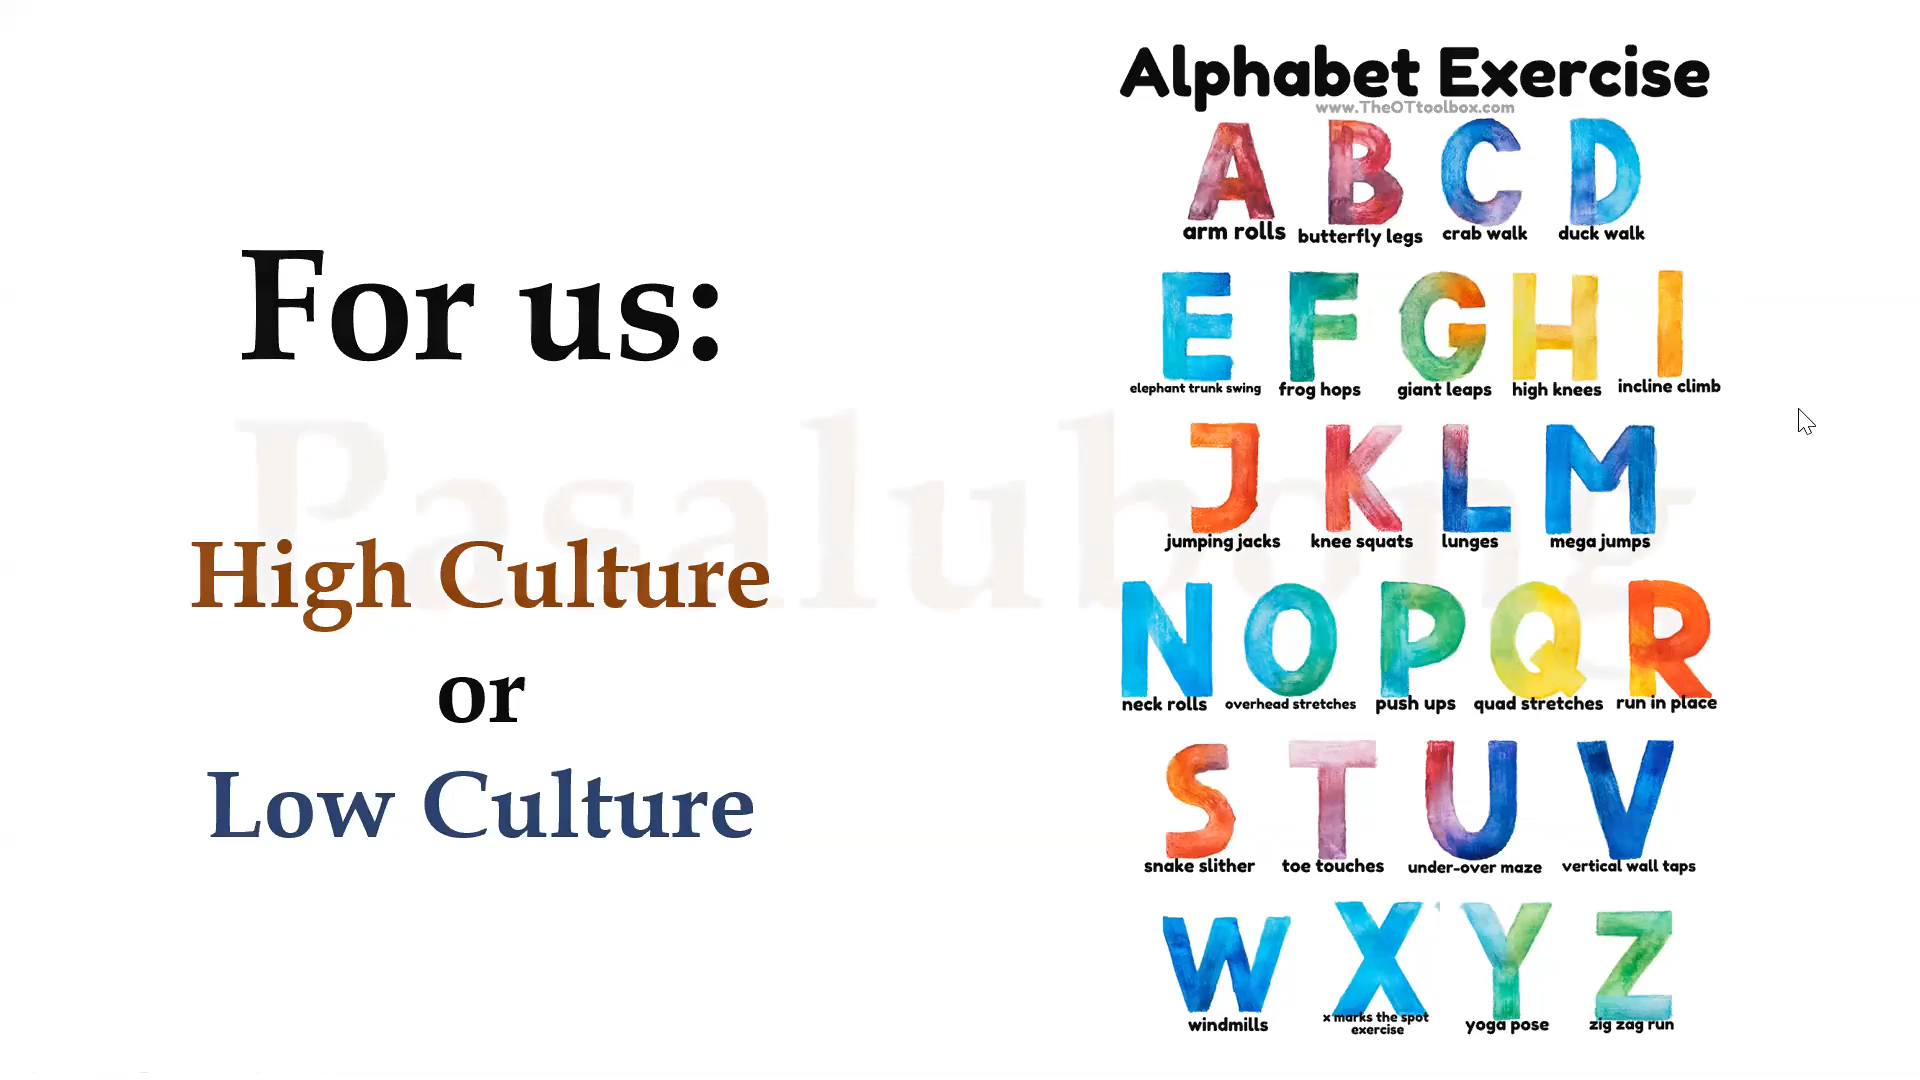 For us:
Pasalubong
High Culture
or
Low Culture
Alphabet Exercise
www.TheOTtoolbox.com
A B C D
arm rolls butterfly legs crab walk duck walk
E F G H I
elephant trunk swing frog hops giant leaps high knees incline climb
J K L M
jumping jacks knee squats lunges mega jumps
N O P Q R
neck rolls overhead stretches push ups quad stretches run in place
S T U V
snake slither toe touches under-over maze vertical wall taps
W X Y Z
windmills x marks the spot exercise yoga pose zig zag run